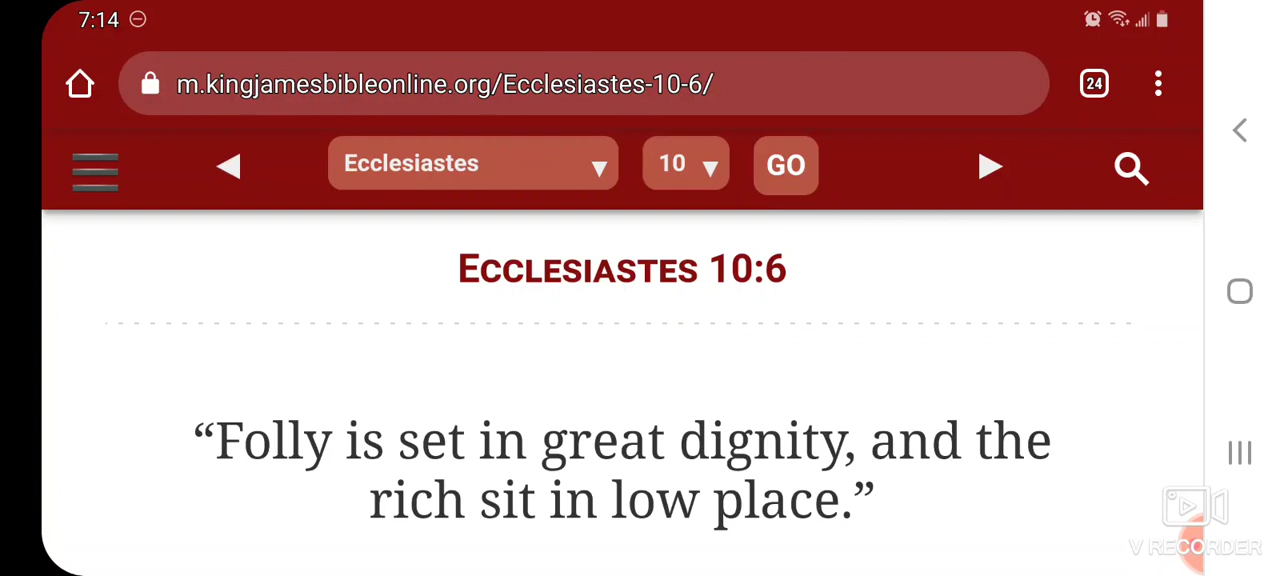 7:14
m.kingjamesbibleonline.org/Ecclesiastes-10-6/
24
Ecclesiastes
10
GO
ECCLESIASTES 10:6
“Folly is set in great dignity, and the
rich sit in low place.”
V RECORDER